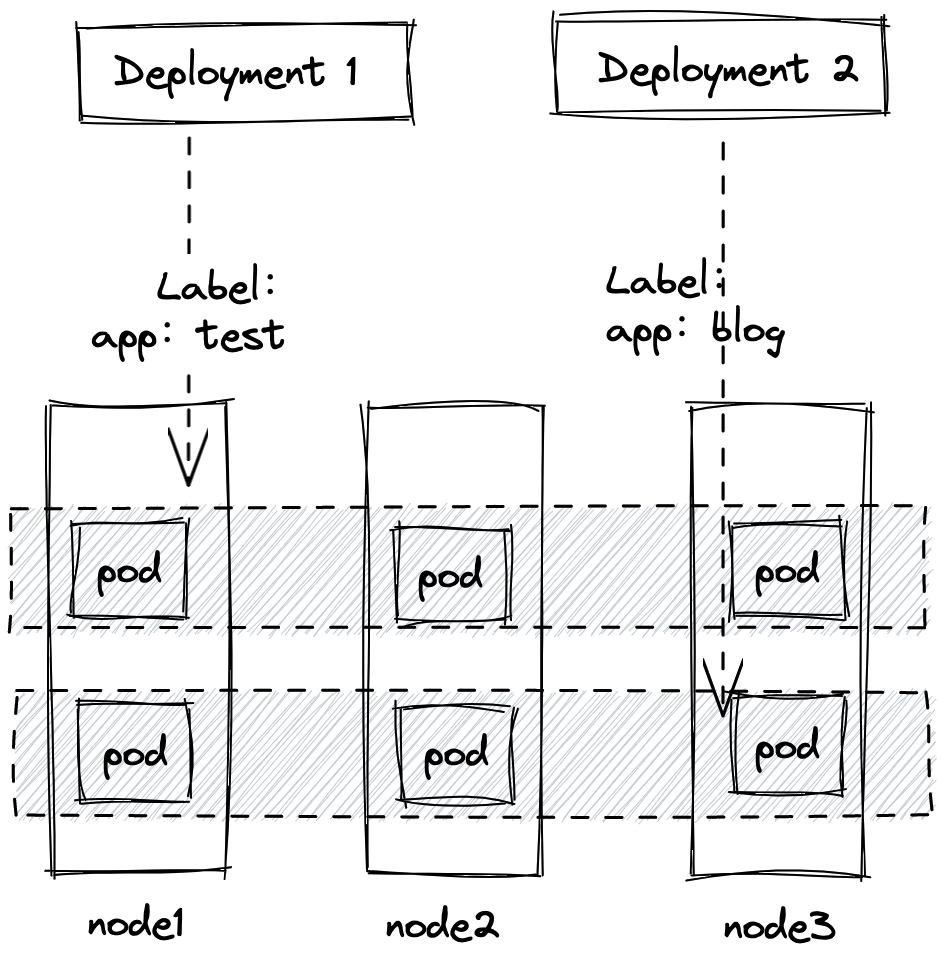 Deployment 1
Deployment 2
Label:
app: test
Label:
app: blog
pod
pod
pod
pod
pod
pod
node1
node2
node3